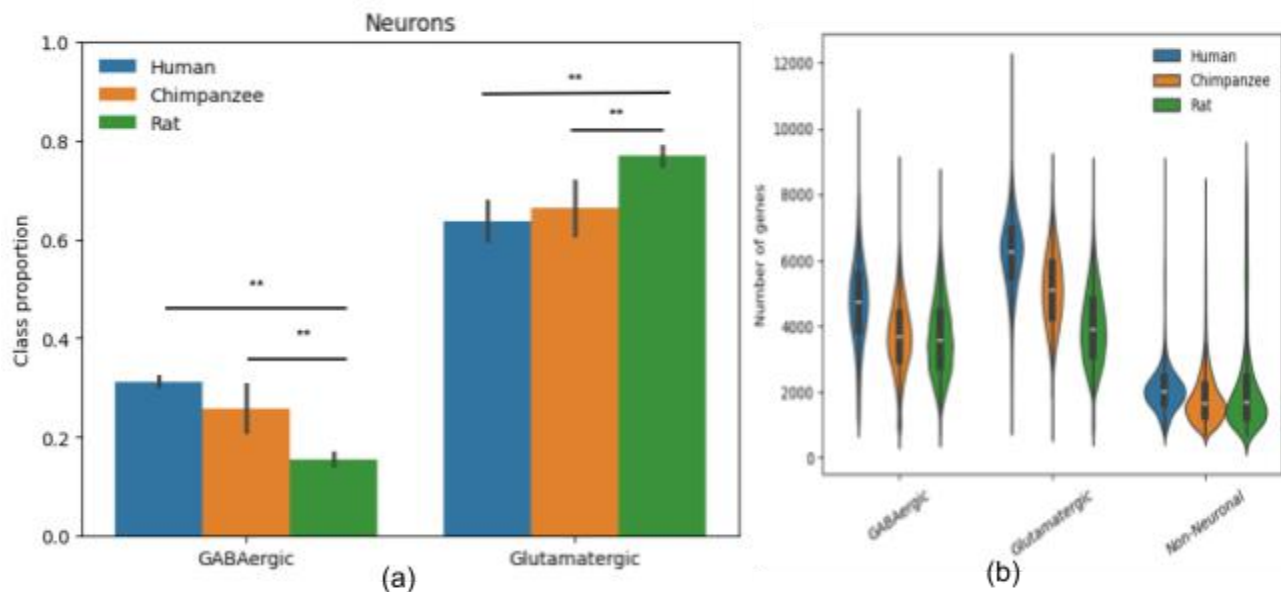 Neurons
Class proportion
1.0
0.8
0.6
0.4
0.2
0.0
Human
Chimpanzee
Rat
**
**
**
**
GABAergic
Glutamatergic
(a)
Number of genes
12000
10000
8000
6000
4000
2000
0
Human
Chimpanzee
Rat
GABAergic
Glutamatergic
Non-Neuronal
(b)